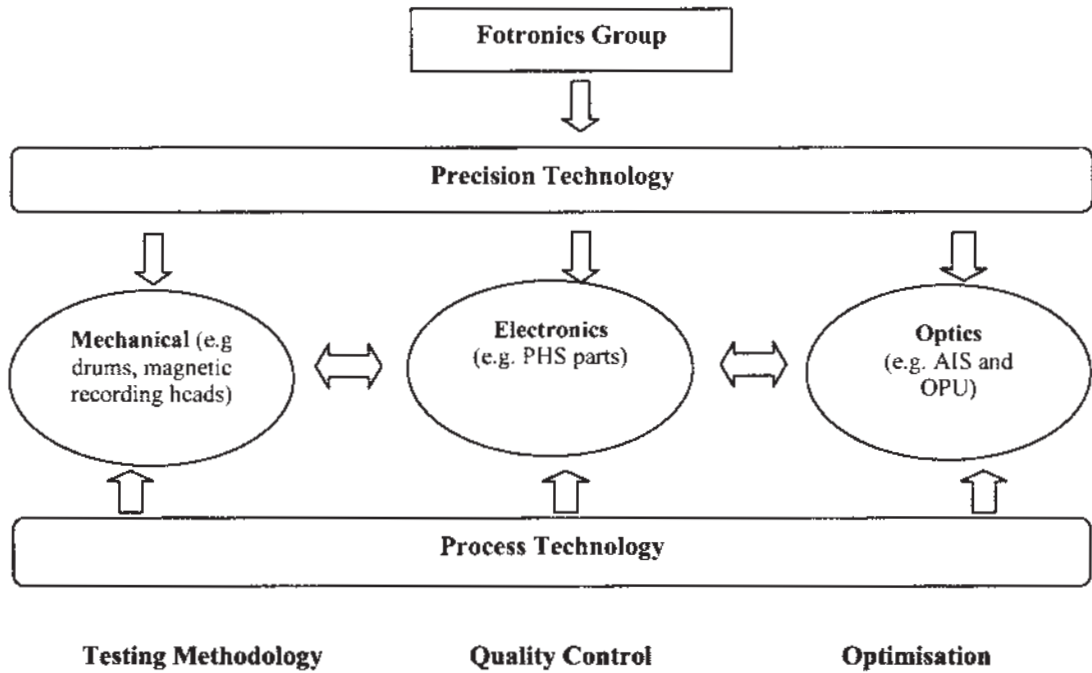 Fotronics Group
Precision Technology
Mechanical (e.g
drums, magnetic
recording heads)
Electronics
(e.g. PHS parts)
Optics
(e.g. AIS and
OPU)
Process Technology
Testing Methodology
Quality Control
Optimisation